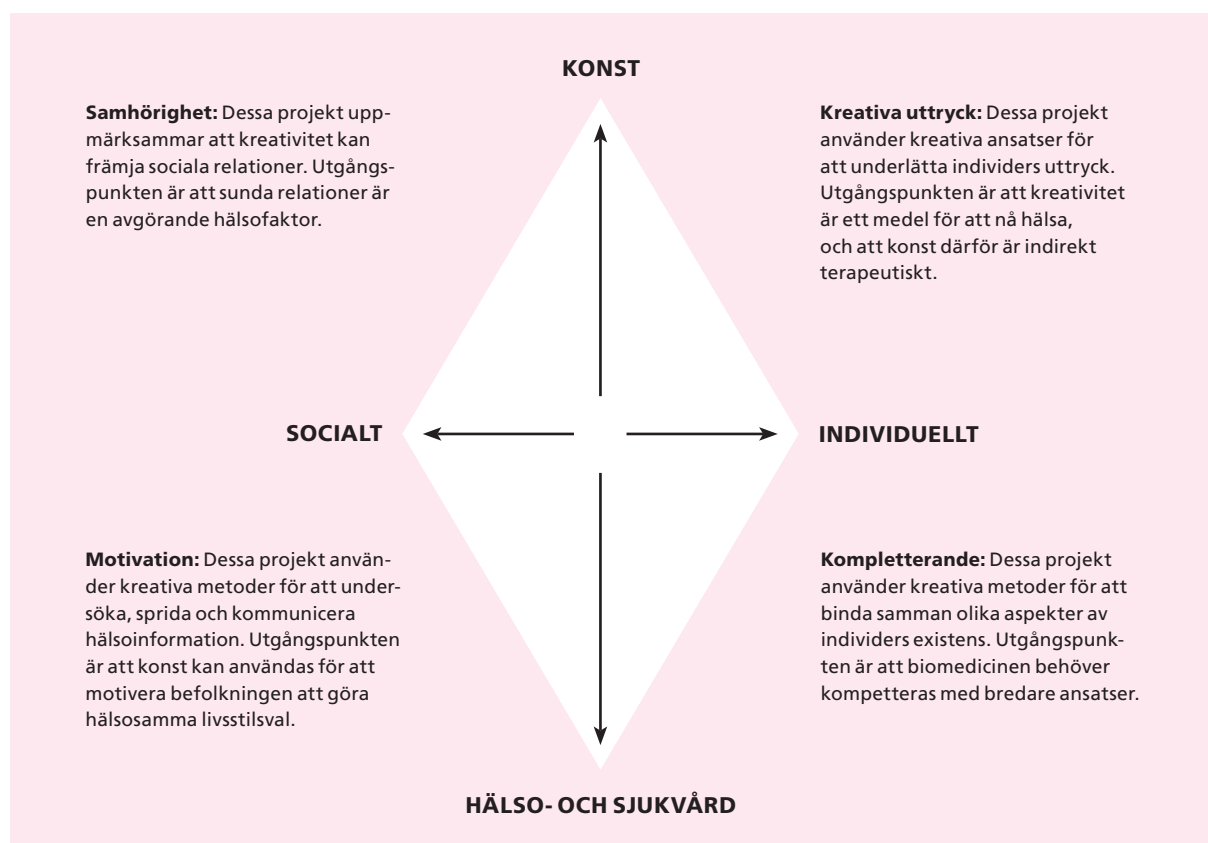 KONST
Samhörighet: Dessa projekt upp-
märksammar att kreativitet kan
främja sociala relationer. Utgångs-
punkten är att sunda relationer är
en avgörande hälsofaktor.
Kreativa uttryck: Dessa projekt
använder kreativa ansatser för
att underlätta individers uttryck.
Utgångspunkten är att kreativitet
är ett medel för att nå hälsa,
och att konst därför är indirekt
terapeutiskt.
SOCIALT
INDIVIDUELLT
Motivation: Dessa projekt använ-
der kreativa metoder för att under-
söka, sprida och kommunicera
hälsoinformation. Utgångspunkten
är att konst kan användas för att
motivera befolkningen att göra
hälsosamma livsstilsval.
Kompletterande: Dessa projekt
använder kreativa metoder för att
binda samman olika aspekter av
individers existens. Utgångspunk-
ten är att biomedicinen behöver
kompetteras med bredare ansatser.
HÄLSO- OCH SJUKVÅRD